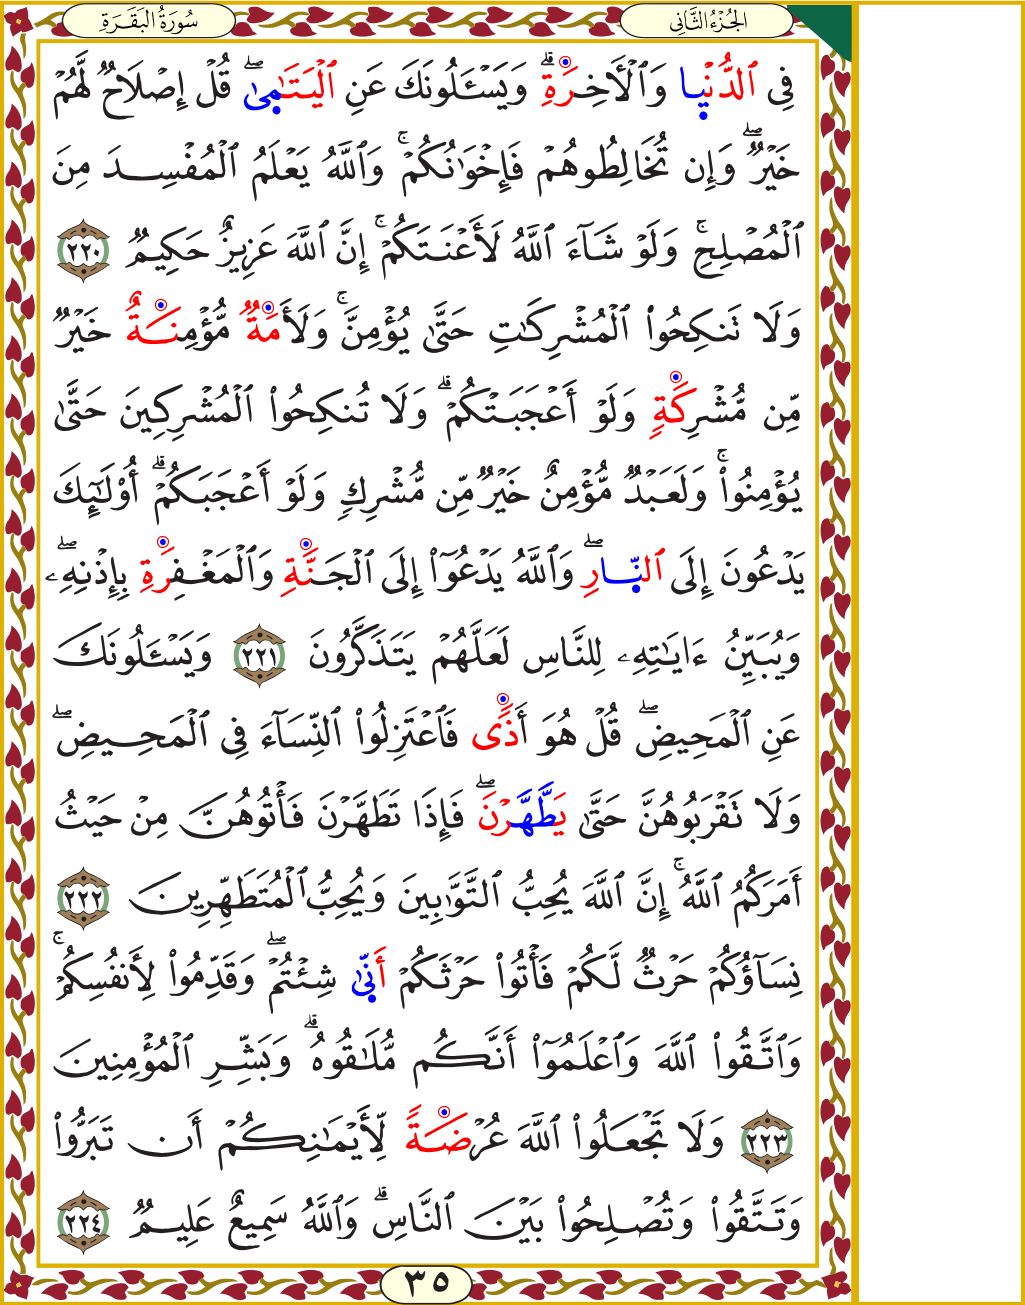 الجُزْءُ الثَّانِي
سُورَةُ البَقَرَةِ
فِي ٱلدُّنۡيَا وَٱلۡأٓخِرَةِۗ وَيَسۡـَٔلُونَكَ عَنِ ٱلۡيَتَٰمَىٰۖ قُلۡ إِصۡلَاحٞ لَّهُمۡ
خَيۡرٞۖ وَإِن تُخَالِطُوهُمۡ فَإِخۡوَٰنُكُمۡۚ وَٱللَّهُ يَعۡلَمُ ٱلۡمُفۡسِدَ مِنَ
ٱلۡمُصۡلِحِۚ وَلَوۡ شَآءَ ٱللَّهُ لَأَعۡنَتَكُمۡۚ إِنَّ ٱللَّهَ عَزِيزٌ حَكِيمٞ ٢٢٠
وَلَا تَنكِحُواْ ٱلۡمُشۡرِكَٰتِ حَتَّىٰ يُؤۡمِنَّۚ وَلَأَمَةٞ مُّؤۡمِنَةٌ خَيۡرٞ
مِّن مُّشۡرِكَةٖ وَلَوۡ أَعۡجَبَتۡكُمۡۗ وَلَا تُنكِحُواْ ٱلۡمُشۡرِكِينَ حَتَّىٰ
يُؤۡمِنُواْۚ وَلَعَبۡدٞ مُّؤۡمِنٌ خَيۡرٞ مِّن مُّشۡرِكٖ وَلَوۡ أَعۡجَبَكُمۡۗ أُوْلَٰٓئِكَ
يَدۡعُونَ إِلَى ٱلنَّارِۖ وَٱللَّهُ يَدۡعُوٓاْ إِلَى ٱلۡجَنَّةِ وَٱلۡمَغۡفِرَةِ بِإِذۡنِهِۦۖ
وَيُبَيِّنُ ءَايَٰتِهِۦ لِلنَّاسِ لَعَلَّهُمۡ يَتَذَكَّرُونَ ٢٢١ وَيَسۡـَٔلُونَكَ
عَنِ ٱلۡمَحِيضِۖ قُلۡ هُوَ أَذٗى فَٱعۡتَزِلُواْ ٱلنِّسَآءَ فِي ٱلۡمَحِيضِۖ
وَلَا تَقۡرَبُوهُنَّ حَتَّىٰ يَطَّهَّرۡنَۖ فَإِذَا تَطَهَّرۡنَ فَأۡتُوهُنَّ مِنۡ حَيۡثُ
أَمَرَكُمُ ٱللَّهُۚ إِنَّ ٱللَّهَ يُحِبُّ ٱلتَّوَّٰبِينَ وَيُحِبُّ ٱلۡمُتَطَهِّرِينَ ٢٢٢
نِسَآؤُكُمۡ حَرۡثٞ لَّكُمۡ فَأۡتُواْ حَرۡثَكُمۡ أَنَّىٰ شِئۡتُمۡۖ وَقَدِّمُواْ لِأَنفُسِكُمۡۚ
وَٱتَّقُواْ ٱللَّهَ وَٱعۡلَمُوٓاْ أَنَّكُم مُّلَٰقُوهُۗ وَبَشِّرِ ٱلۡمُؤۡمِنِينَ
٢٢٣ وَلَا تَجۡعَلُواْ ٱللَّهَ عُرۡضَةٗ لِّأَيۡمَٰنِكُمۡ أَن تَبَرُّواْ
وَتَتَّقُواْ وَتُصۡلِحُواْ بَيۡنَ ٱلنَّاسِۗ وَٱللَّهُ سَمِيعٌ عَلِيمٞ ٢٢٤
٣٥